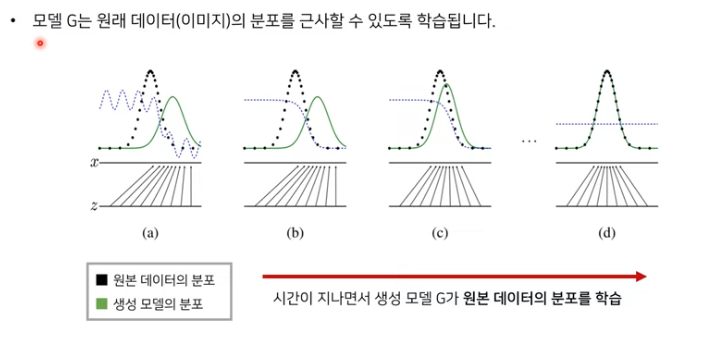 • 모델 G는 원래 데이터(이미지)의 분포를 근사할 수 있도록 학습됩니다.
x
z
...
(a)
(b)
(c)
(d)
원본 데이터의 분포
생성 모델의 분포
시간이 지나면서 생성 모델 G가 원본 데이터의 분포를 학습